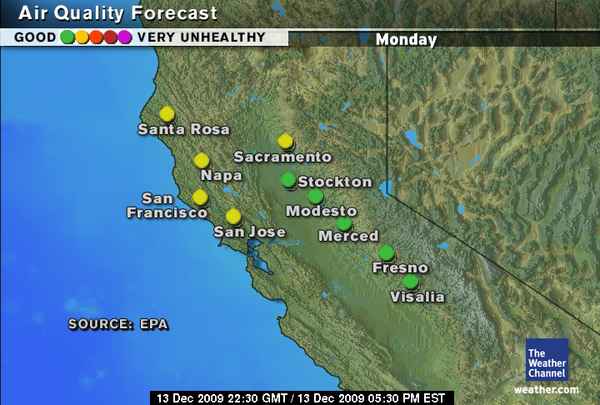 Air Quality Forecast
GOOD VERY UNHEALTHY
Monday
Santa Rosa
Sacramento
Napa
Stockton
San
Francisco
Modesto
San Jose
Merced
Fresno
Visalia
SOURCE: EPA
The
Weather
Channel
weather.com
13 Dec 2009 22:30 GMT / 13 Dec 2009 05:30 PM EST